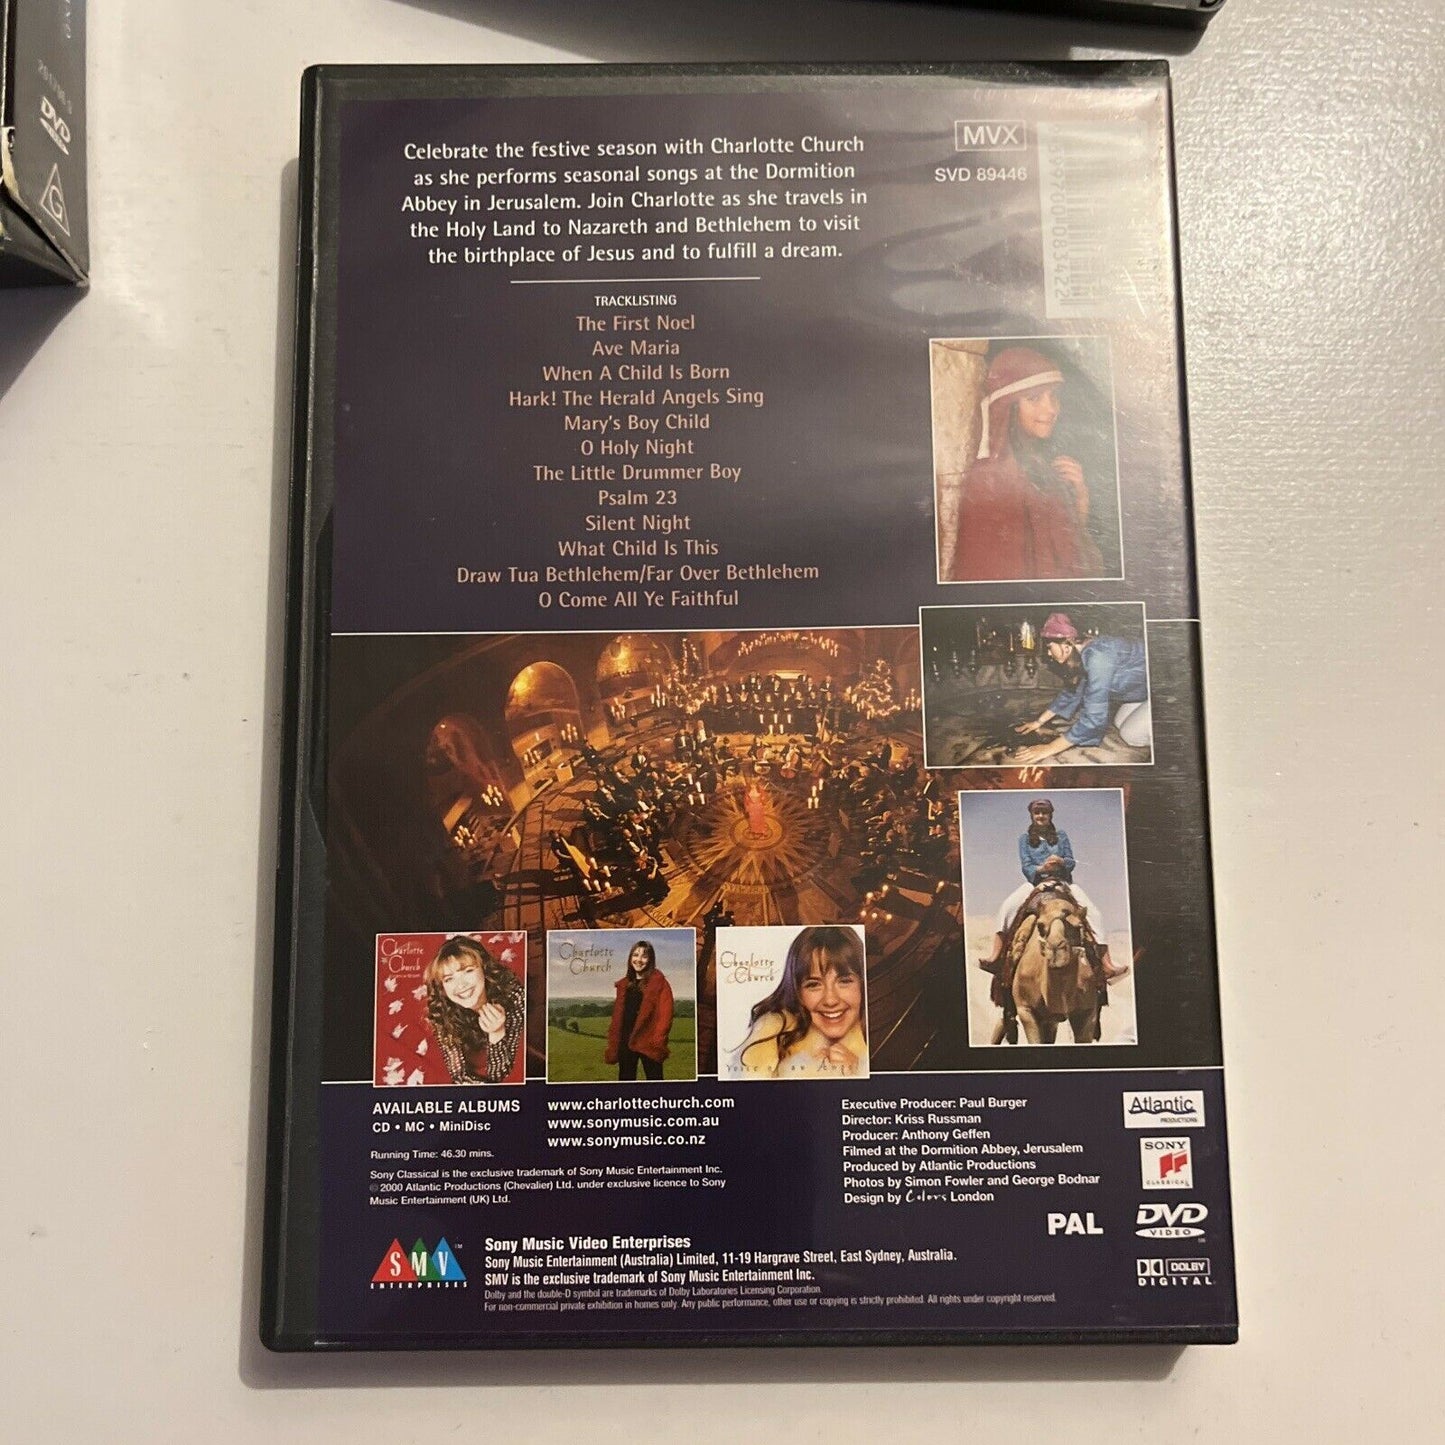 DVD
G
Celebrate the festive season with Charlotte Church
as she performs seasonal songs at the Dormition
Abbey in Jerusalem. Join Charlotte as she travels in
the Holy Land to Nazareth and Bethlehem to visit
the birthplace of Jesus and to fulfill a dream.
MVX
SVD 89446
TRACKLISTING
The First Noel
Ave Maria
When A Child Is Born
Hark! The Herald Angels Sing
Mary's Boy Child
O Holy Night
The Little Drummer Boy
Psalm 23
Silent Night
What Child Is This
Draw Tua Bethlehem/Far Over Bethlehem
O Come All Ye Faithful
Charlotte
Church
Charlotte
Church
Charlotte
Church
AVAILABLE ALBUMS
CD • MC • MiniDisc
www.charlottechurch.com
www.sonymusic.com.au
www.sonymusic.co.nz
Running Time: 46.30 mins.
Sony Classical is the exclusive trademark of Sony Music Entertainment Inc.
© 2000 Atlantic Productions (Chevalier) Ltd. under exclusive licence to Sony
Music Entertainment (UK) Ltd.
Executive Producer: Paul Burger
Director: Kriss Russman
Producer: Anthony Geffen
Filmed at the Dormition Abbey, Jerusalem
Produced by Atlantic Productions
Photos by Simon Fowler and George Bodnar
Design by Colors London
Atlantic
PRODUCTIONS
SONY
CLASSICAL
PAL
DVD
VIDEO
DOLBY
DIGITAL
SMV™
ENTERPRISES
Sony Music Video Enterprises
Sony Music Entertainment (Australia) Limited, 11-19 Hargrave Street, East Sydney, Australia.
SMV is the exclusive trademark of Sony Music Entertainment Inc.
Dolby and the double-D symbol are trademarks of Dolby Laboratories Licensing Corporation.
For non-commercial private exhibition in homes only. Any public performance, other use or copying is strictly prohibited. All rights under copyright reserved.